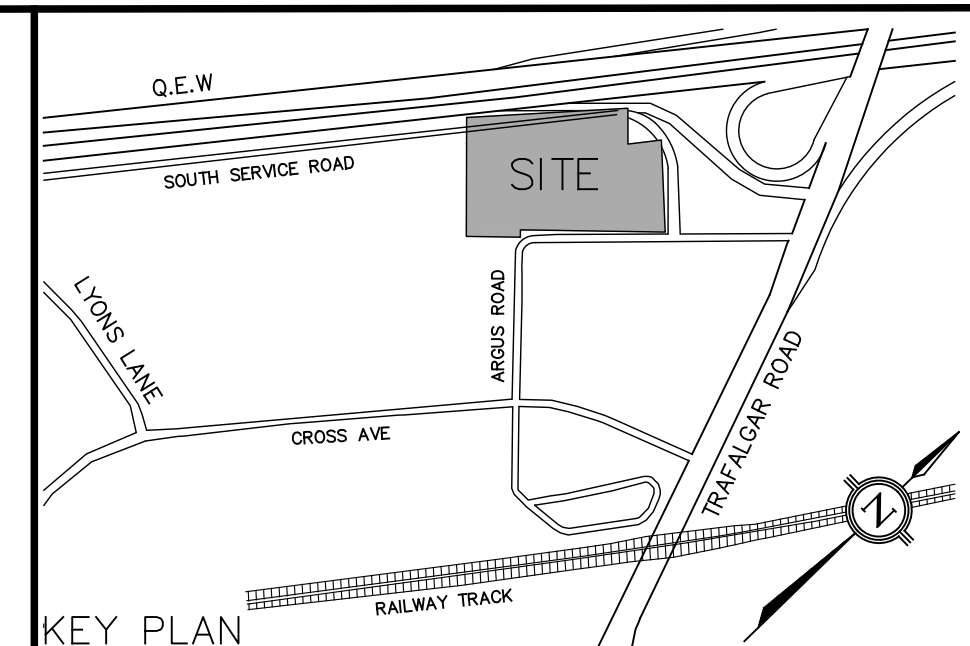 Q.E.W
SOUTH SERVICE ROAD
SITE
LYONS LANE
ARGUS ROAD
CROSS AVE
TRAFALGAR ROAD
N
RAILWAY TRACK
KEY PLAN